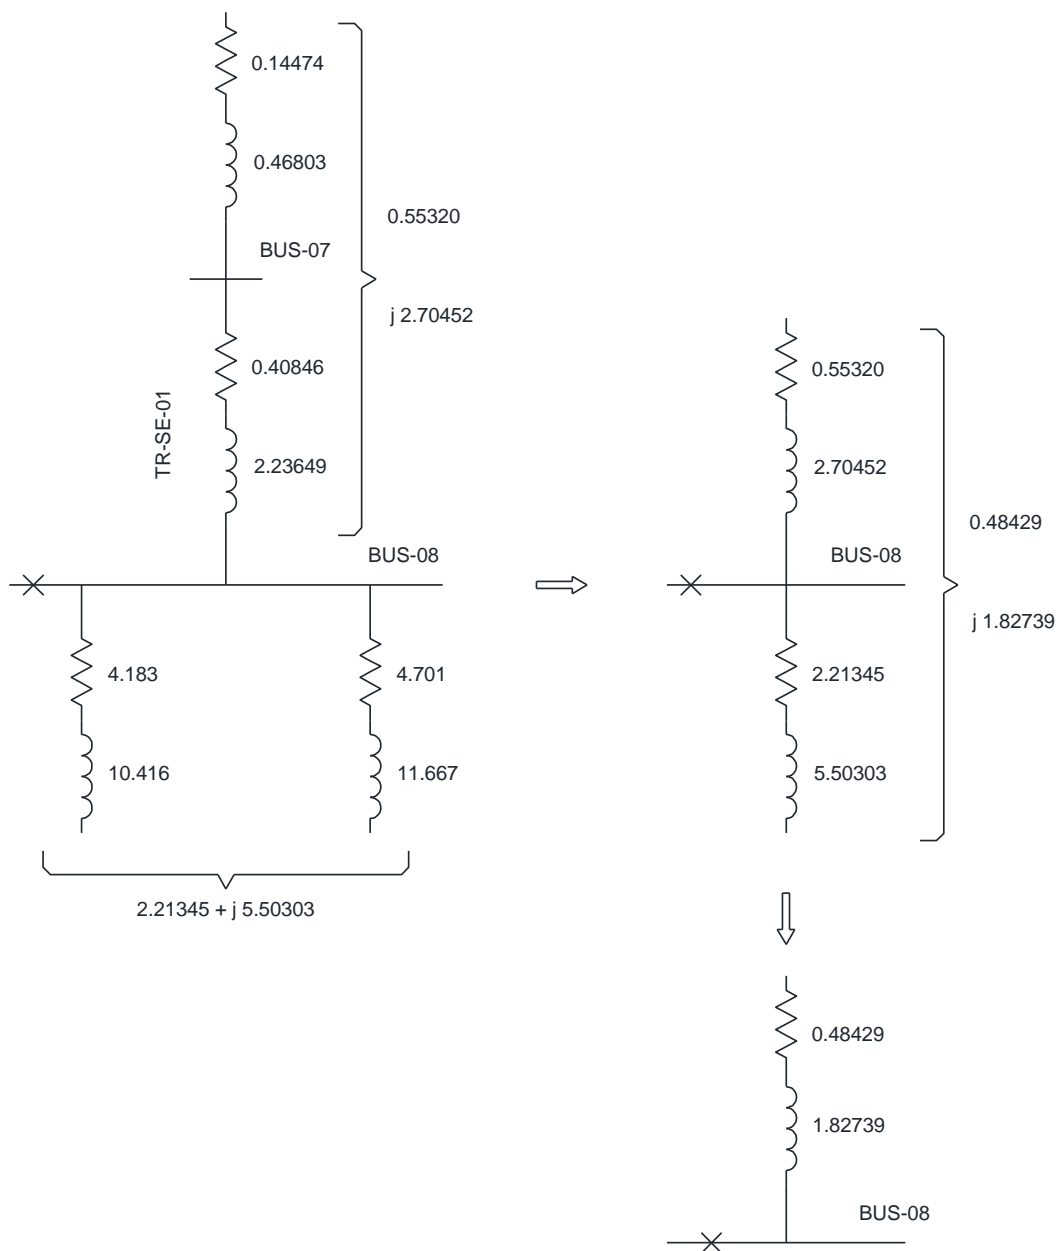 0.14474
0.46803
0.55320
BUS-07
j 2.70452
0.40846
TR-SE-01
2.23649
BUS-08
4.183
4.701
10.416
11.667
2.21345 + j 5.50303
0.55320
2.70452
0.48429
BUS-08
j 1.82739
2.21345
5.50303
0.48429
1.82739
BUS-08